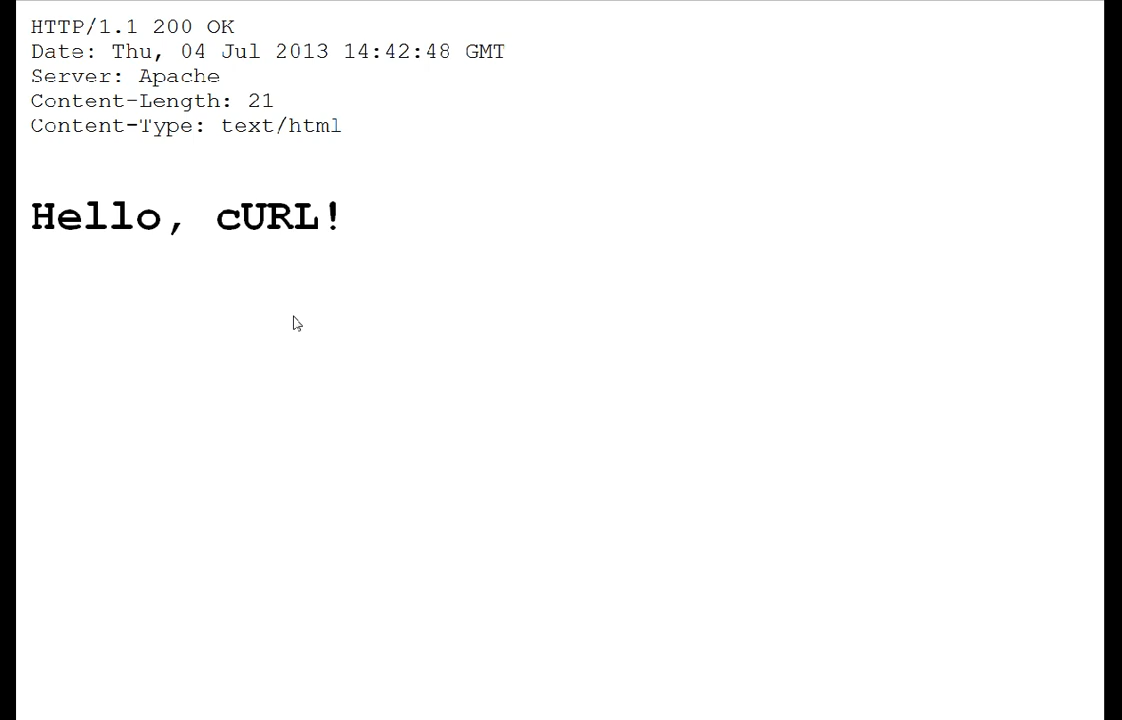 HTTP/1.1 200 OK
Date: Thu, 04 Jul 2013 14:42:48 GMT
Server: Apache
Content-Length: 21
Content-Type: text/html
Hello, cURL!